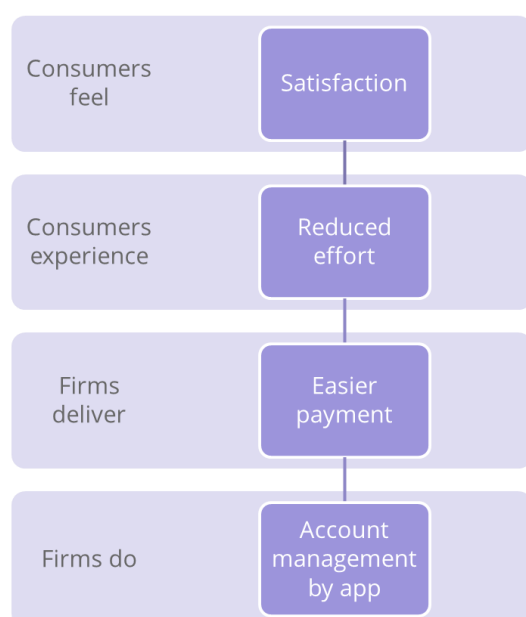 Consumers
feel
Satisfaction
Consumers
experience
Reduced
effort
Firms
deliver
Easier
payment
Firms do
Account
management
by app